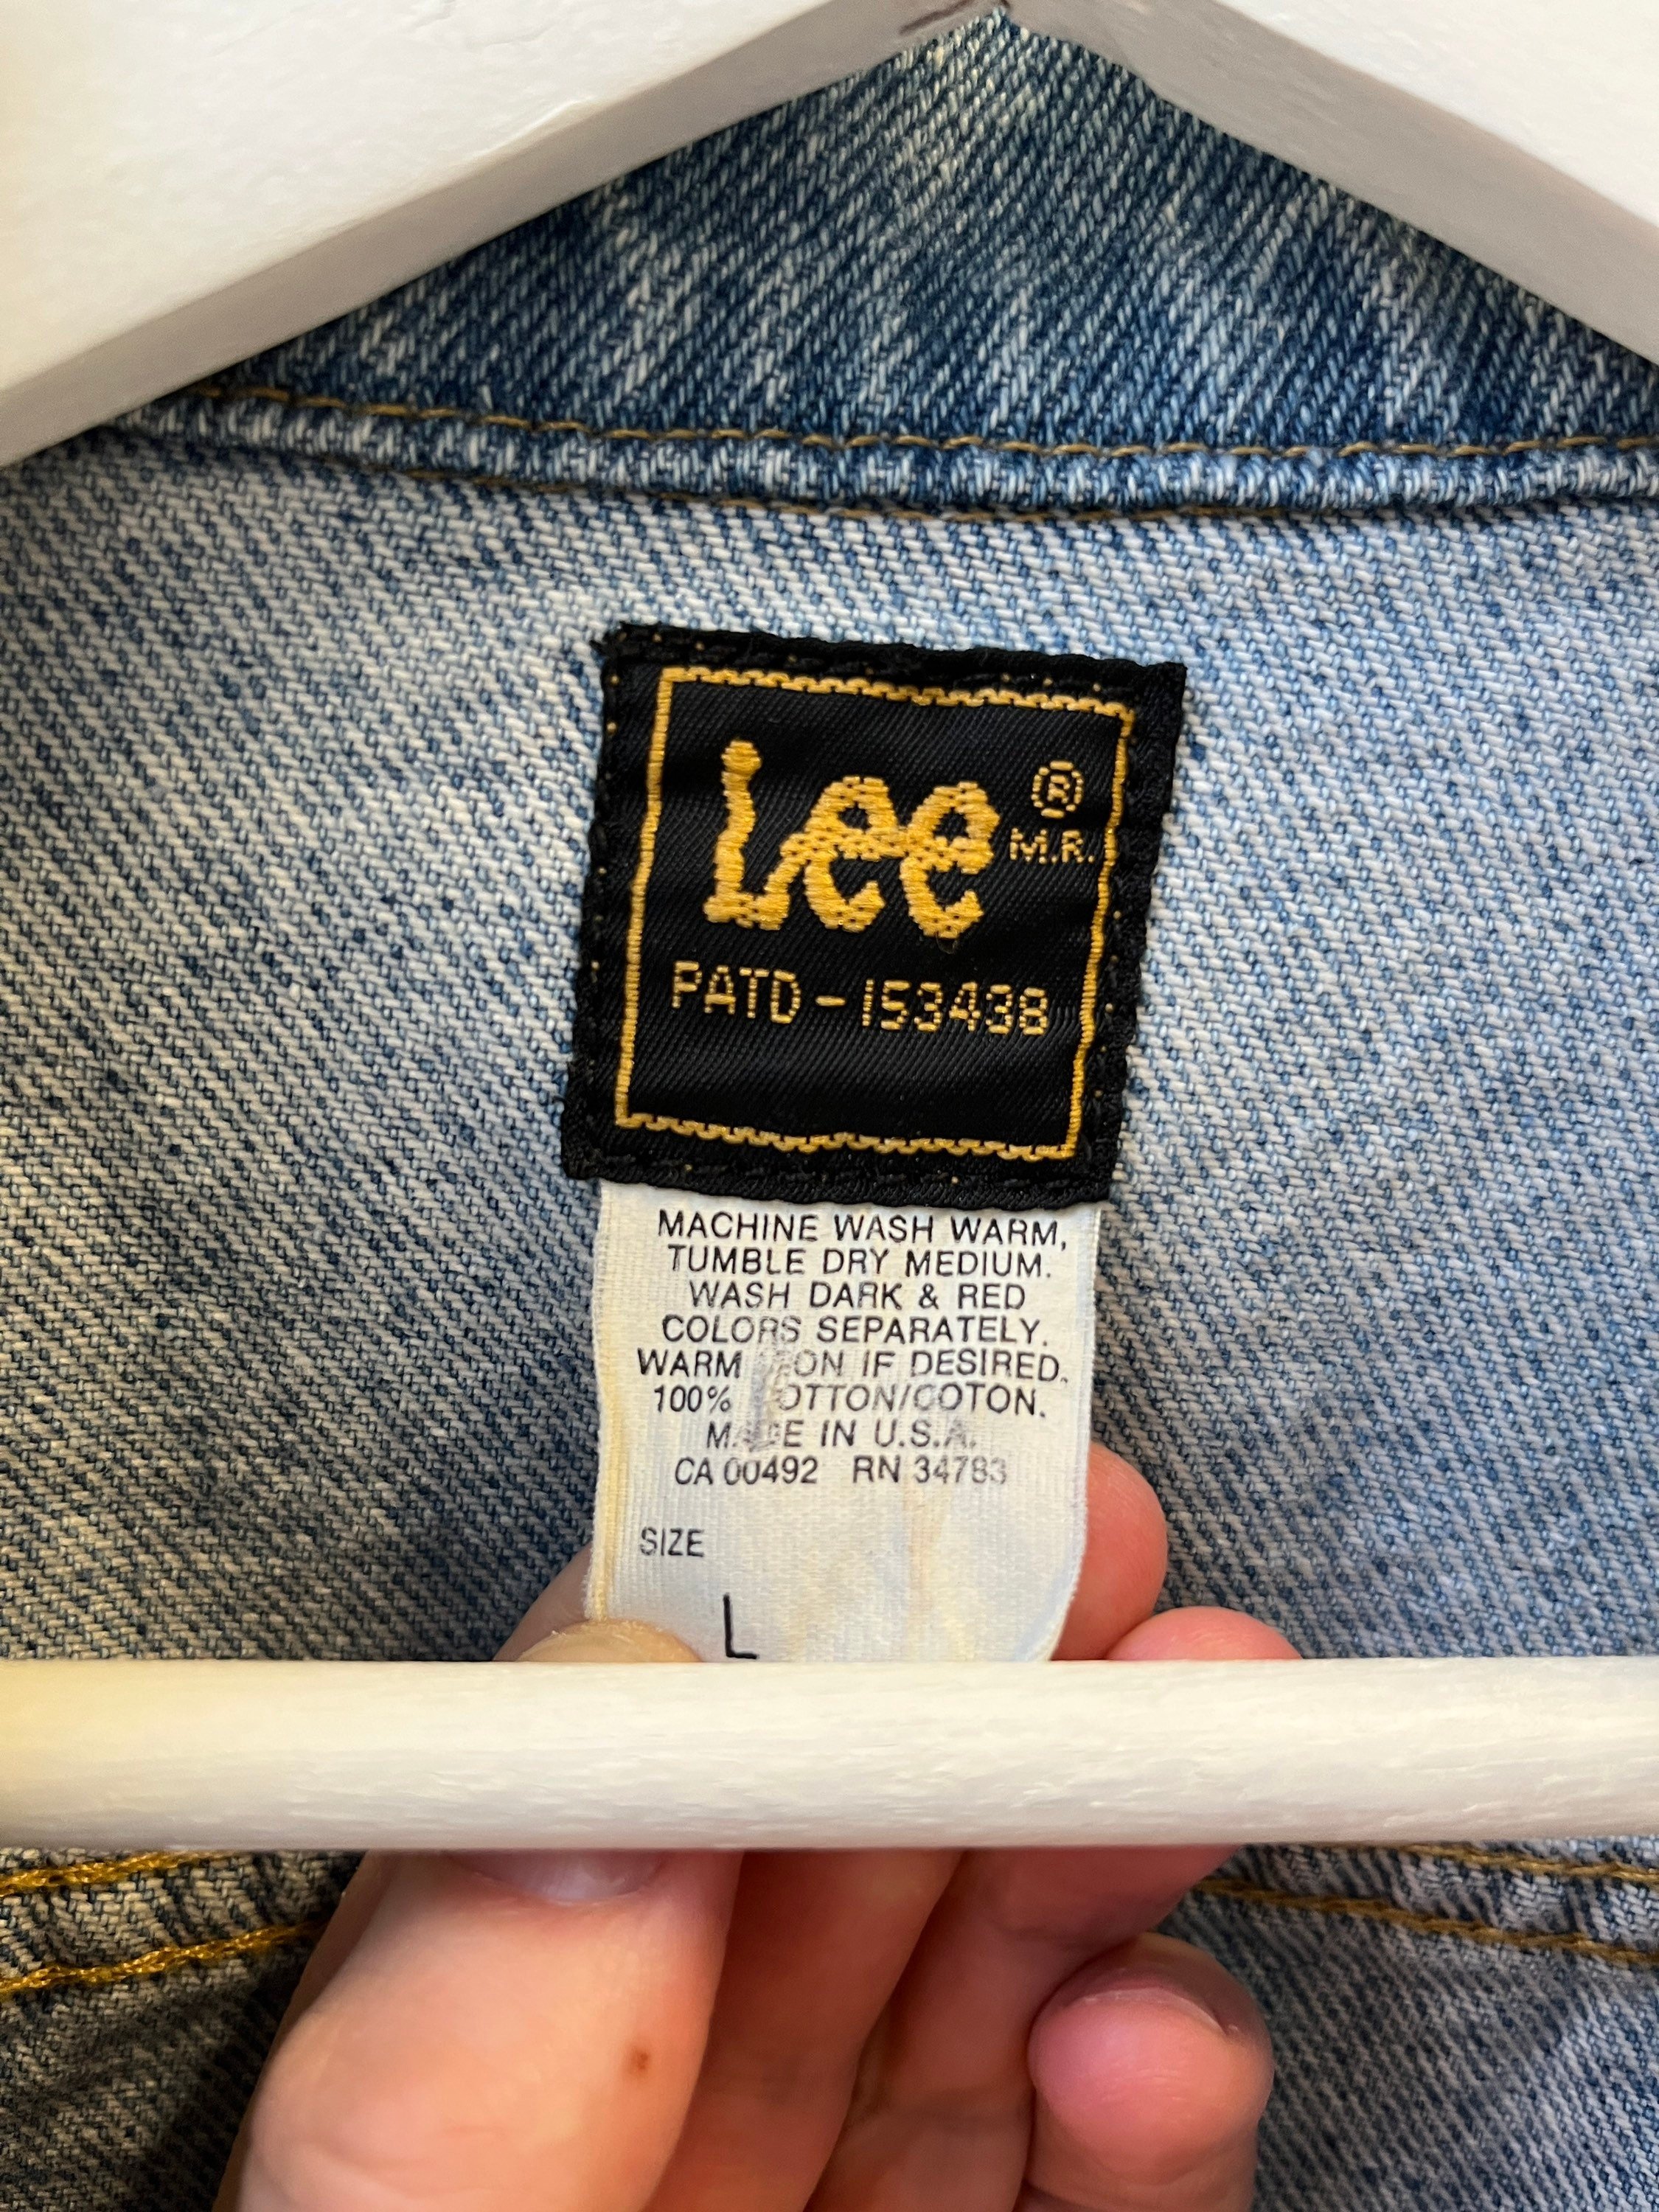 Lee ®
M.R.
PATD-153438
MACHINE WASH WARM,
TUMBLE DRY MEDIUM.
WASH DARK & RED
COLORS SEPARATELY.
WARM IF DESIRED.
100% COTTON/COTON.
MADE IN U.S.A.
CA 00492 RN 34783
SIZE
L